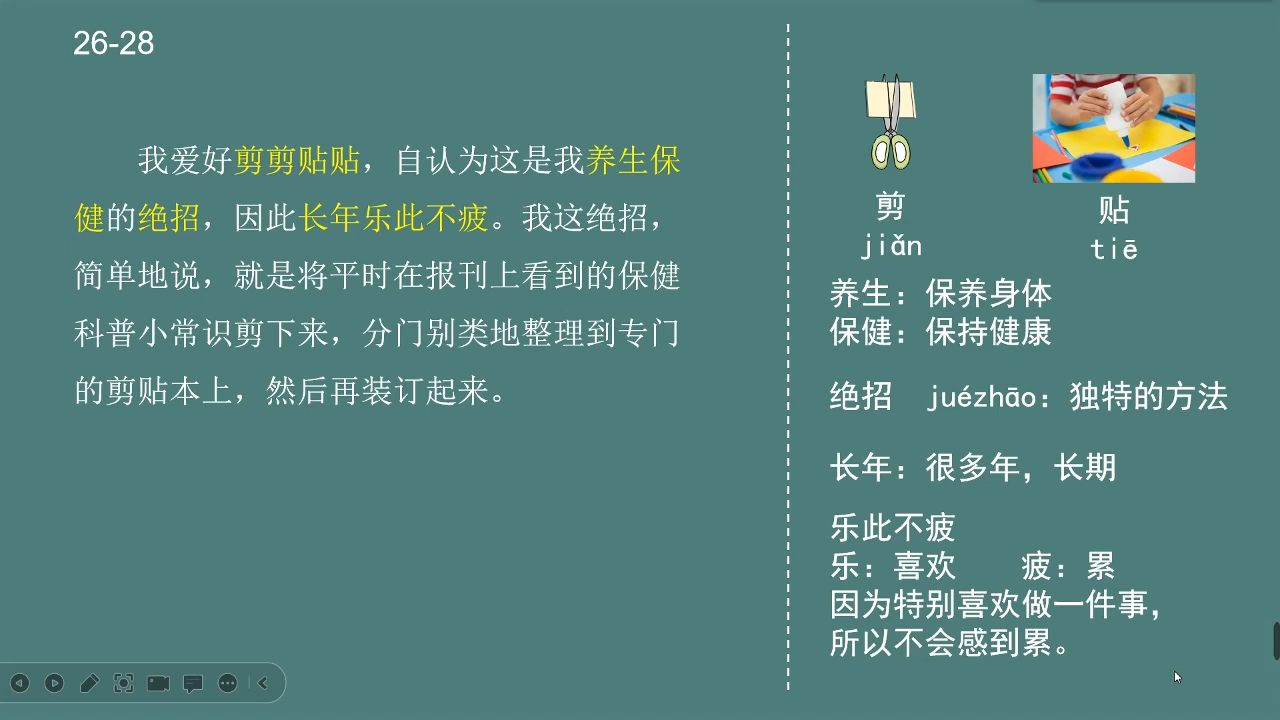 26-28
我爱好剪剪贴贴，自认为这是我养生保
健的绝招，因此长年乐此不疲。我这绝招，
简单地说，就是将平时在报刊上看到的保健
科普小常识剪下来，分门别类地整理到专门
的剪贴本上，然后再装订起来。
剪 贴
jiǎn tiē
养生：保养身体
保健：保持健康
绝招 juézhāo：独特的方法
长年：很多年，长期
乐此不疲
乐：喜欢 疲：累
因为特别喜欢做一件事，
所以不会感到累。